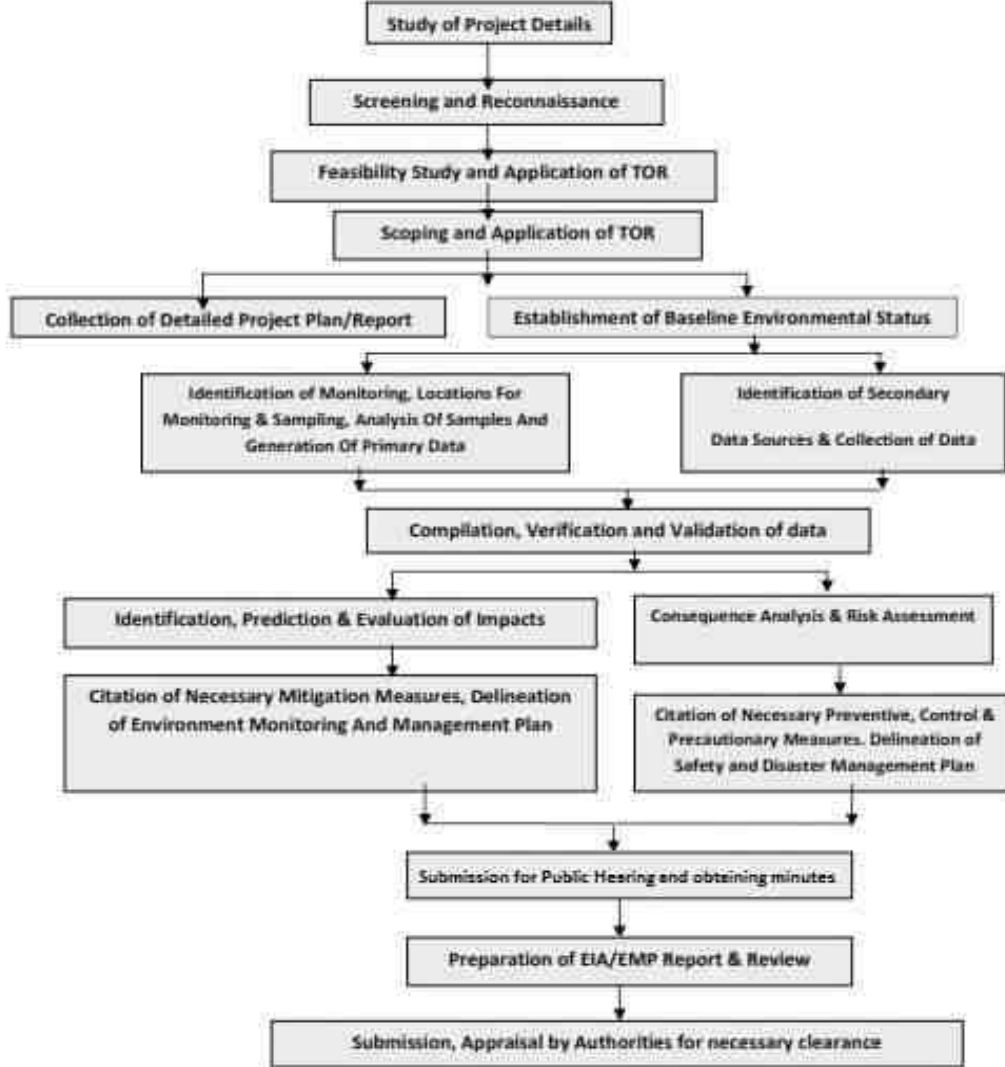 Study of Project Details
Screening and Reconnaissance
Feasibility Study and Application of TOR
Scoping and Application of TOR
Collection of Detailed Project Plan/Report
Establishment of Baseline Environmental Status
Identification of Monitoring, Locations For
Monitoring & Sampling, Analysis Of Samples And
Generation Of Primary Data
Identification of Secondary
Data Sources & Collection of Data
Compilation, Verification and Validation of data
Identification, Prediction & Evaluation of Impacts
Consequence Analysis & Risk Assessment
Citation of Necessary Mitigation Measures, Delineation
of Environment Monitoring And Management Plan
Citation of Necessary Preventive, Control &
Precautionary Measures. Delineation of
Safety and Disaster Management Plan
Submission for Public Hearing and obtaining minutes
Preparation of EIA/EMP Report & Review
Submission, Appraisal by Authorities for necessary clearance